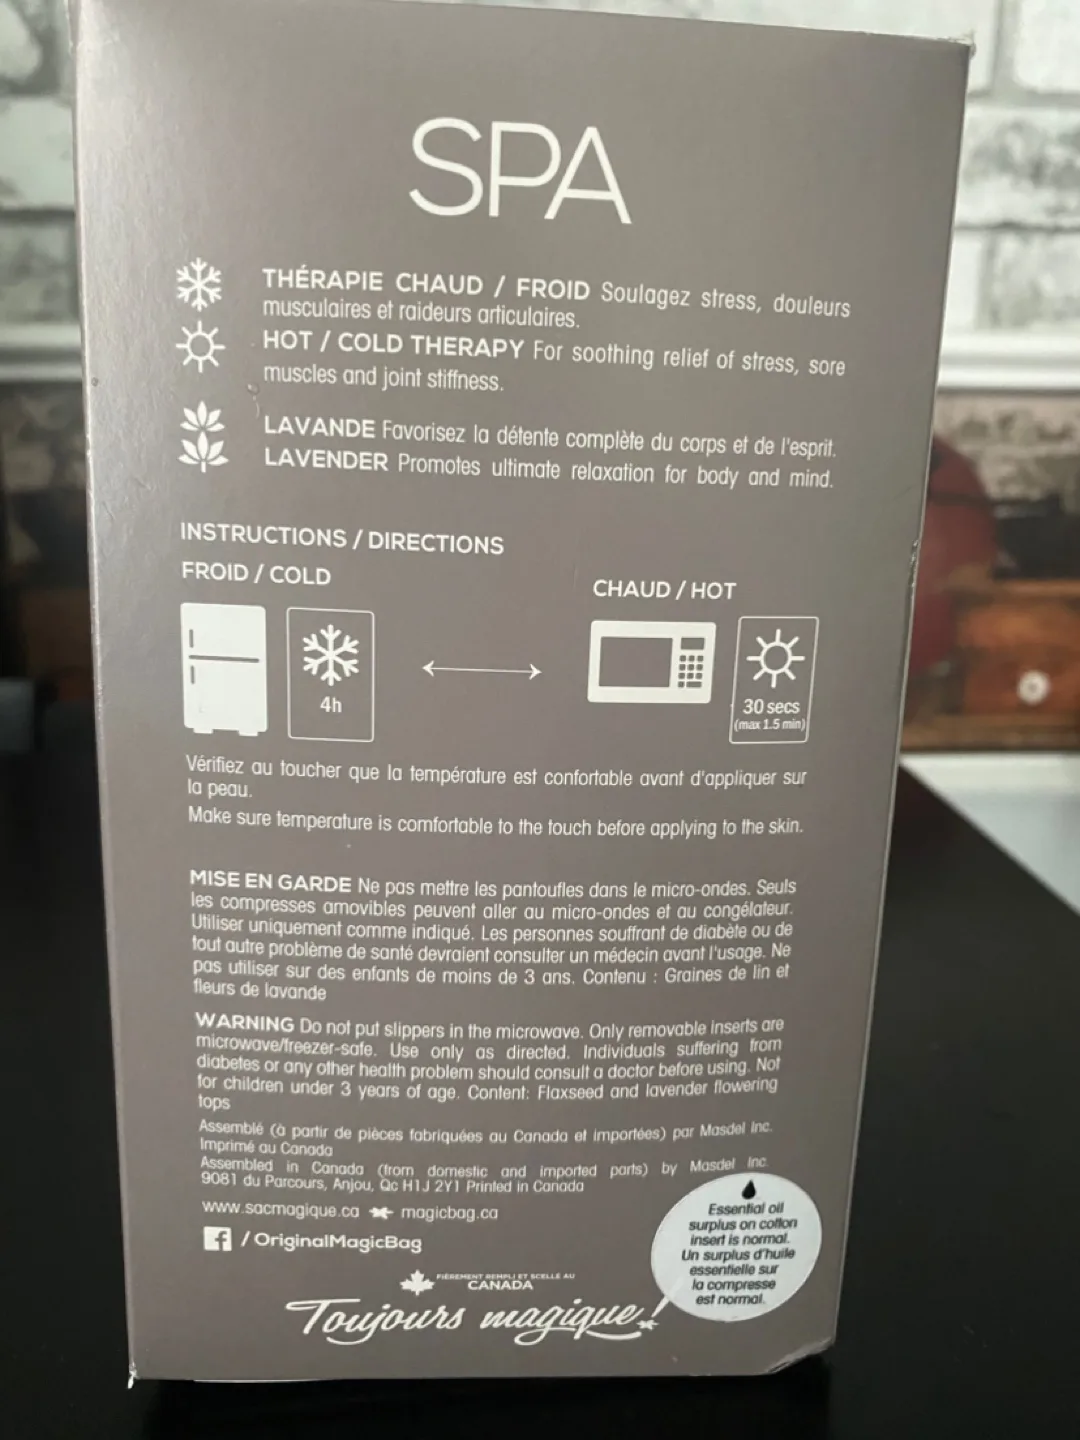 SPA
THÉRAPIE CHAUD / FROID Soulagez stress, douleurs
musculaires et raideurs articulaires.
HOT / COLD THERAPY For soothing relief of stress, sore
muscles and joint stiffness.
LAVANDE Favorisez la détente complète du corps et de l'esprit.
LAVENDER Promotes ultimate relaxation for body and mind.
INSTRUCTIONS / DIRECTIONS
FROID / COLD
CHAUD / HOT
4h
30 secs
(max 1.5 min)
Vérifiez au toucher que la température est confortable avant d'appliquer sur
la peau.
Make sure temperature is comfortable to the touch before applying to the skin.
MISE EN GARDE Ne pas mettre les pantoufles dans le micro-ondes. Seuls
les compresses amovibles peuvent aller au micro-ondes et au congélateur.
Utiliser uniquement comme indiqué. Les personnes souffrant de diabète ou de
tout autre problème de santé devraient consulter un médecin avant l'usage. Ne
pas utiliser sur des enfants de moins de 3 ans. Contenu : Graines de lin et
fleurs de lavande
WARNING Do not put slippers in the microwave. Only removable inserts are
microwave/freezer-safe. Use only as directed. Individuals suffering from
diabetes or any other health problem should consult a doctor before using. Not
for children under 3 years of age. Content: Flaxseed and lavender flowering
tops
Assemblé (à partir de pièces fabriquées au Canada et importées) par Masdel Inc.
Imprimé au Canada
Assembled in Canada (from domestic and imported parts) by Masdel Inc.
9081 du Parcours, Anjou, Qc H1J 2Y1 Printed in Canada
www.sacmagique.ca magicbag.ca
f / OriginalMagicBag
FIÈREMENT REMPLI ET SCELLÉ AU
CANADA
Toujours magique!
Essential oil
surplus on cotton
insert is normal.
Un surplus d'huile
essentielle sur
la compresse
est normal.